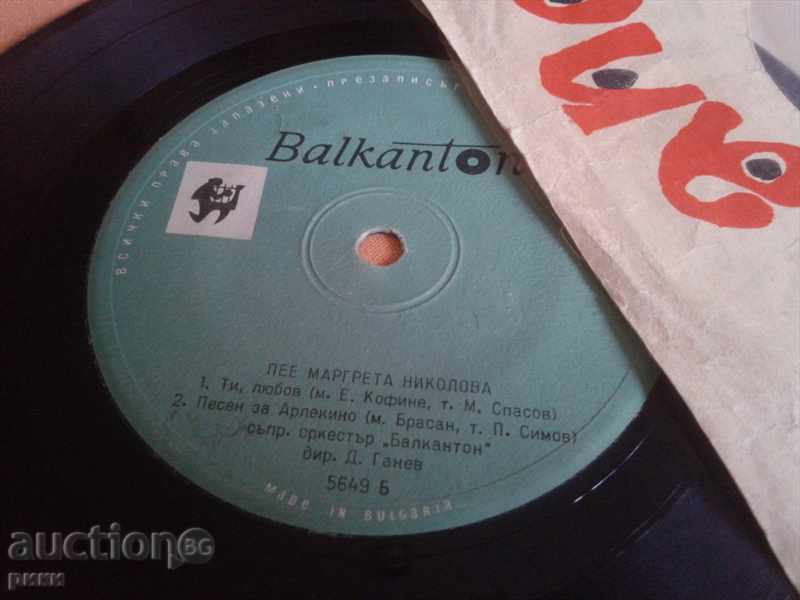 ВСИЧКИ ПРАВА ЗАПАЗЕНИ - ПРЕЗАПИСЪТ
Balkanton
ПЕЕ МАРГРЕТА НИКОЛОВА
1. Ти, любов (м. Е. Кофине, т. М. Спасов)
2. Песен за Арлекино (м. Брасан, т. П. Симов)
съпр. оркестър „Балкантон"
дир. Д. Ганев
5649 Б
MADE IN BULGARIA
auction BG
рики